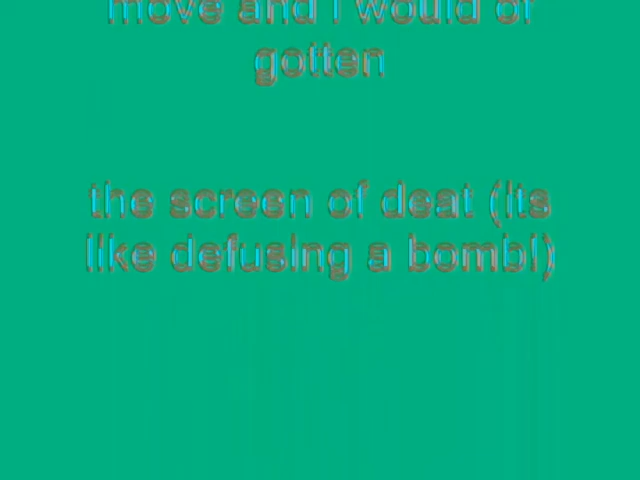 move and i would of
gotten
the screen of deat (its
like defusing a bomb!)